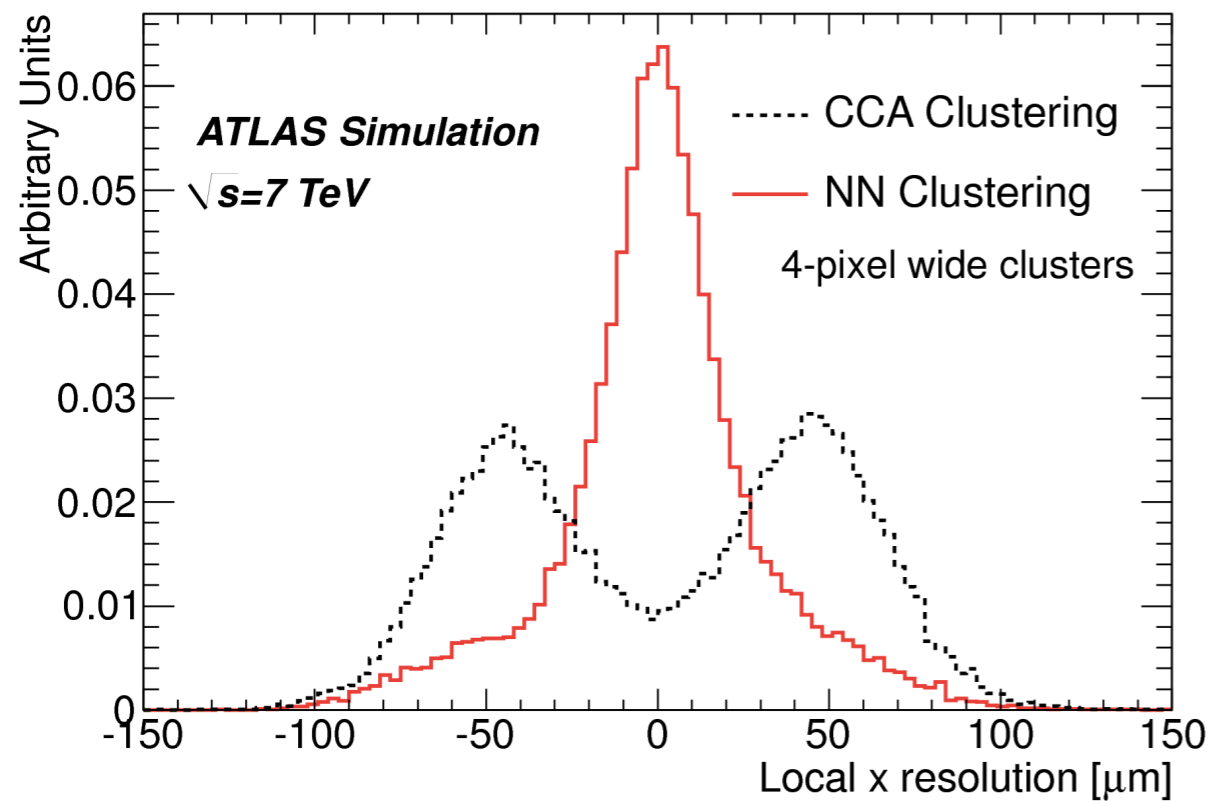 Arbitrary Units
0.06
0.05
0.04
0.03
0.02
0.01
0
ATLAS Simulation
√s=7 TeV
CCA Clustering
NN Clustering
4-pixel wide clusters
-150 -100 -50 0 50 100 150
Local x resolution [μm]